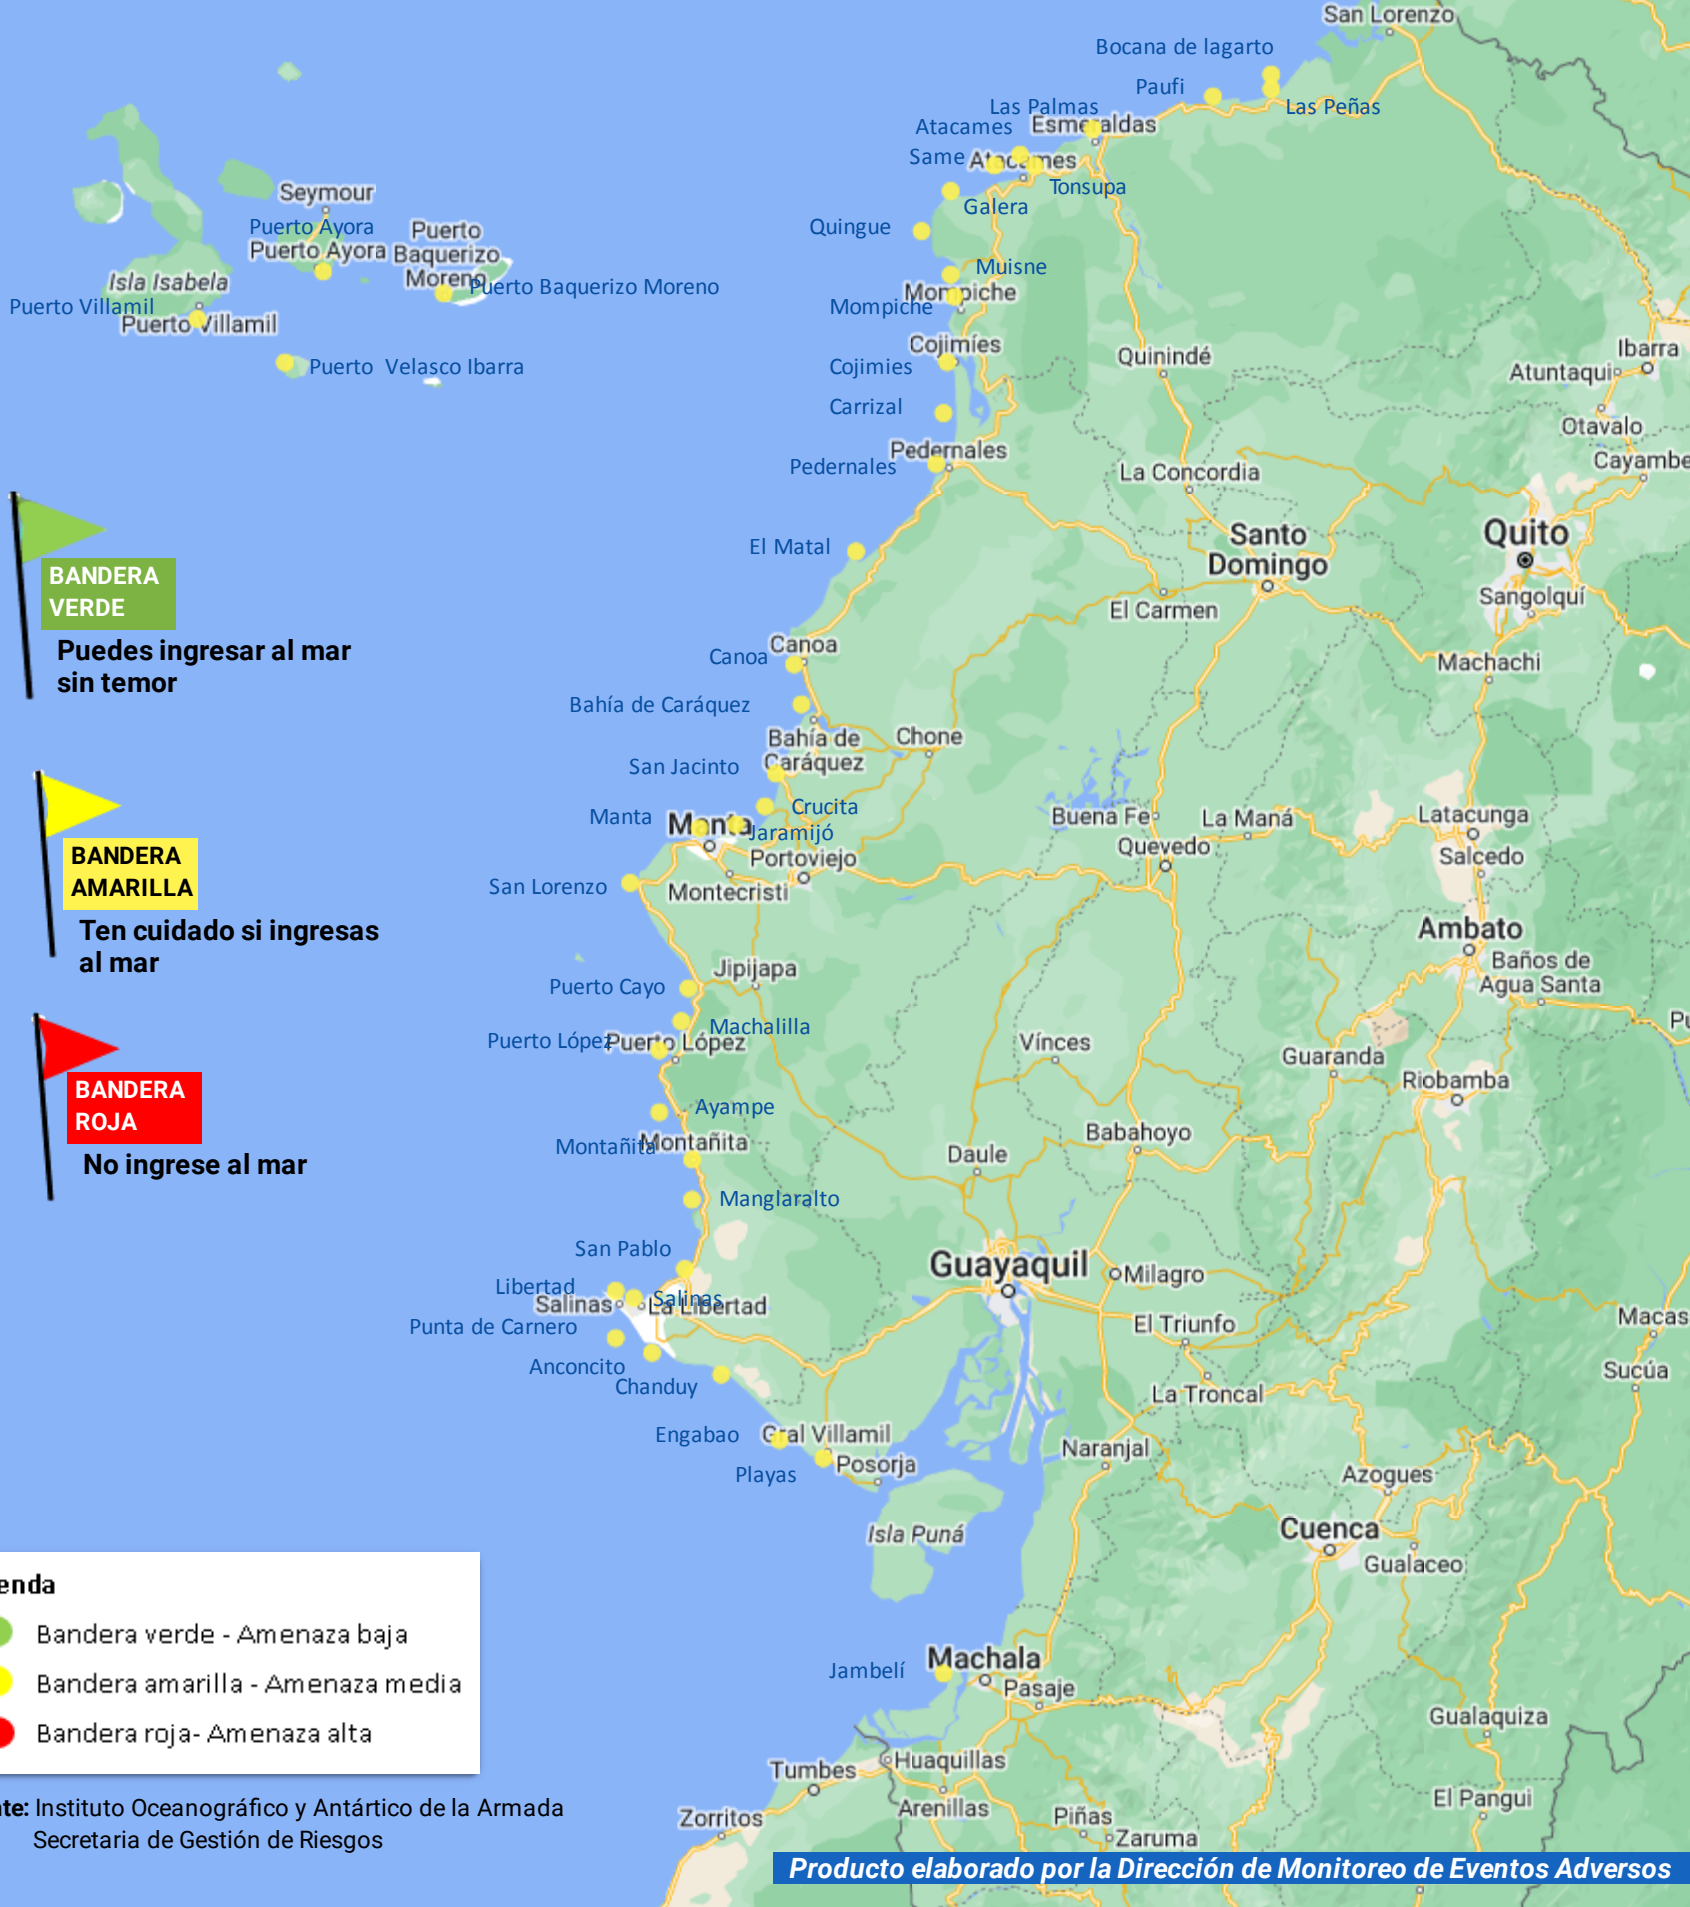 San Lorenzo
Bocana de lagarto
Paufi
Las Palmas
Las Peñas
Atacames
Esmeraldas
Same
Atacames
Tonsupa
Galera
Quingue
Muisne
Mompiche
Mompiche
Cojimíes
Cojimies
Carrizal
Pedernales
Pedernales
Quinindé
Ibarra
Atuntaqui
Otavalo
Cayambe
La Concordia
Seymour
Puerto Ayora
Puerto Ayora
Puerto
Baquerizo
Moreno
Puerto Baquerizo Moreno
Isla Isabela
Puerto Villamil
Puerto Villamil
Puerto Velasco Ibarra
El Matal
Santo
Domingo
Quito
El Carmen
Sangolquí
BANDERA
VERDE
Puedes ingresar al mar
sin temor
Canoa
Canoa
Machachi
Bahía de Caráquez
Bahía de
Caráquez
Chone
San Jacinto
Crucita
Manta
Manta
Jaramijó
Portoviejo
Montecristi
Buena Fe
La Maná
Quevedo
Latacunga
Salcedo
San Lorenzo
BANDERA
AMARILLA
Ten cuidado si ingresas
al mar
Ambato
Baños de
Agua Santa
Jipijapa
Puerto Cayo
Machalilla
Puerto López
Puerto López
Vínces
Guaranda
Riobamba
BANDERA
ROJA
No ingrese al mar
Ayampe
Montañita
Montañita
Babahoyo
Daule
Manglaralto
San Pablo
Guayaquil
Milagro
Libertad
Salinas
Salinas
La Libertad
Punta de Carnero
El Triunfo
Macas
Anconcito
Chanduy
La Troncal
Sucúa
Engabao
Gral Villamil
Playas
Posorja
Naranjal
Azogues
Isla Puná
Cuenca
Gualaceo
enda
Bandera verde - Amenaza baja
Bandera amarilla - Amenaza media
Bandera roja- Amenaza alta
Jambelí
Machala
Pasaje
Gualaquiza
Tumbes
Huaquillas
Zorritos
Arenillas
Piñas
Zaruma
El Pangui
nte: Instituto Oceanográfico y Antártico de la Armada
Secretaria de Gestión de Riesgos
Producto elaborado por la Dirección de Monitoreo de Eventos Adversos